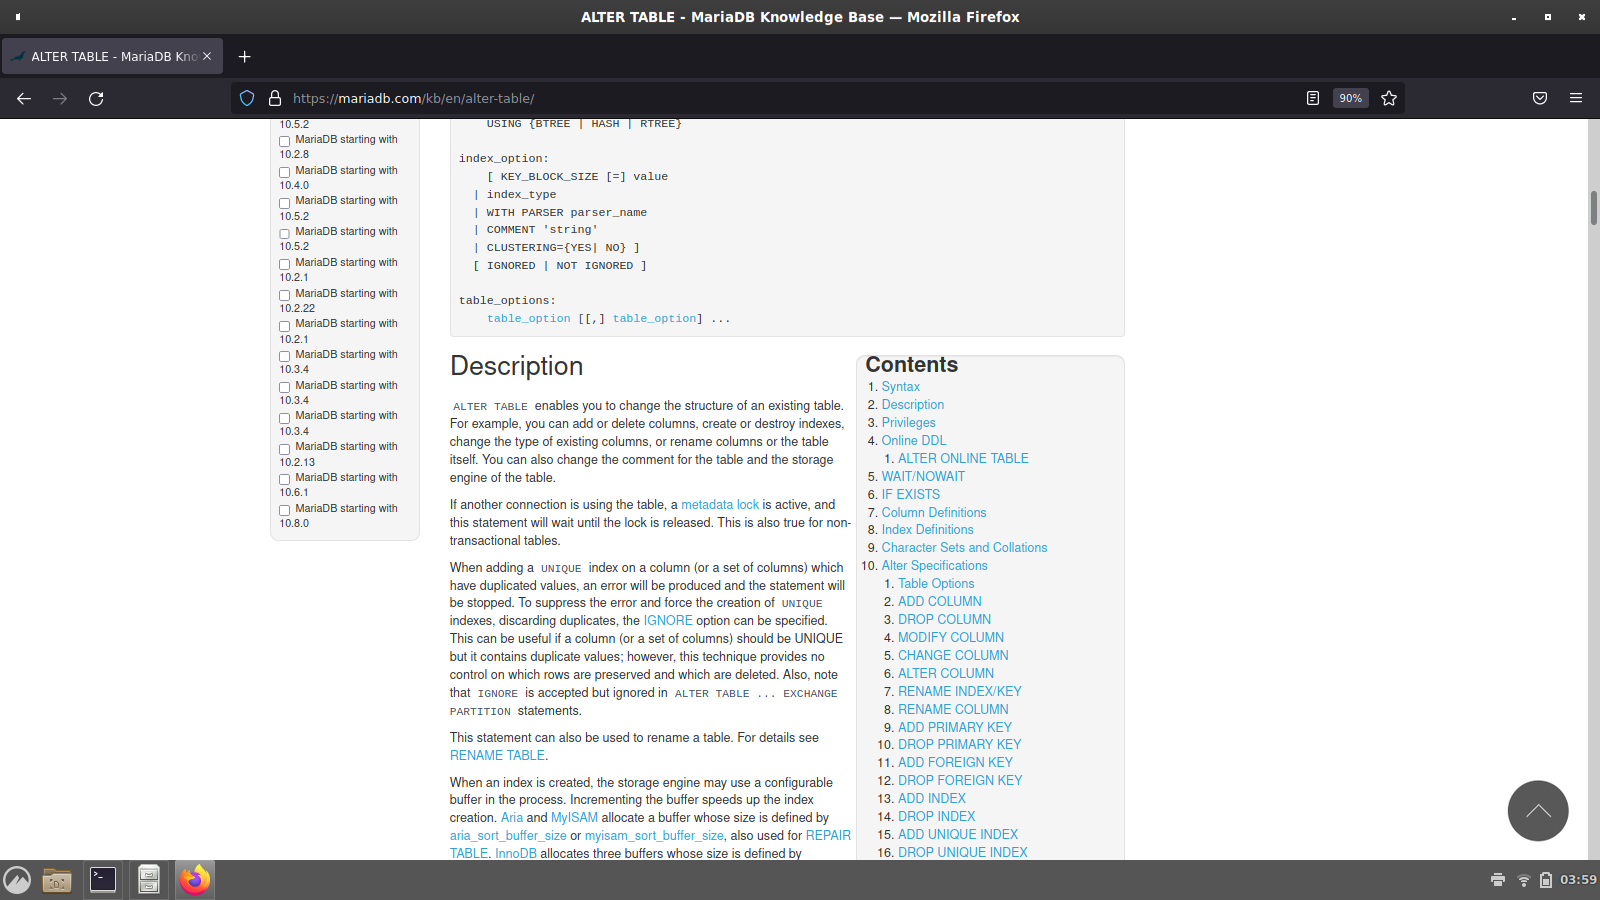 ALTER TABLE - MariaDB Knowledge Base — Mozilla Firefox
ALTER TABLE - MariaDB Kno
https://mariadb.com/kb/en/alter-table/
90%
10.5.2
MariaDB starting with
10.2.8
MariaDB starting with
10.4.0
MariaDB starting with
10.5.2
MariaDB starting with
10.5.2
MariaDB starting with
10.2.1
MariaDB starting with
10.2.22
MariaDB starting with
10.2.1
MariaDB starting with
10.3.4
MariaDB starting with
10.3.4
MariaDB starting with
10.3.4
MariaDB starting with
10.2.13
MariaDB starting with
10.6.1
MariaDB starting with
10.8.0
USING {BTREE | HASH | RTREE}
index_option:
[ KEY_BLOCK_SIZE [=] value
| index_type
| WITH PARSER parser_name
| COMMENT 'string'
| CLUSTERING={YES| NO} ]
[ IGNORED | NOT IGNORED ]
table_options:
table_option [[,] table_option] ...
Description
ALTER TABLE enables you to change the structure of an existing table.
For example, you can add or delete columns, create or destroy indexes,
change the type of existing columns, or rename columns or the table
itself. You can also change the comment for the table and the storage
engine of the table.
If another connection is using the table, a metadata lock is active, and
this statement will wait until the lock is released. This is also true for non-
transactional tables.
When adding a UNIQUE index on a column (or a set of columns) which
have duplicated values, an error will be produced and the statement will
be stopped. To suppress the error and force the creation of UNIQUE
indexes, discarding duplicates, the IGNORE option can be specified.
This can be useful if a column (or a set of columns) should be UNIQUE
but it contains duplicate values; however, this technique provides no
control on which rows are preserved and which are deleted. Also, note
that IGNORE is accepted but ignored in ALTER TABLE ... EXCHANGE
PARTITION statements.
This statement can also be used to rename a table. For details see
RENAME TABLE.
When an index is created, the storage engine may use a configurable
buffer in the process. Incrementing the buffer speeds up the index
creation. Aria and MyISAM allocate a buffer whose size is defined by
aria_sort_buffer_size or myisam_sort_buffer_size, also used for REPAIR
TABLE. InnoDB allocates three buffers whose size is defined by
Contents
1. Syntax
2. Description
3. Privileges
4. Online DDL
1. ALTER ONLINE TABLE
5. WAIT/NOWAIT
6. IF EXISTS
7. Column Definitions
8. Index Definitions
9. Character Sets and Collations
10. Alter Specifications
1. Table Options
2. ADD COLUMN
3. DROP COLUMN
4. MODIFY COLUMN
5. CHANGE COLUMN
6. ALTER COLUMN
7. RENAME INDEX/KEY
8. RENAME COLUMN
9. ADD PRIMARY KEY
10. DROP PRIMARY KEY
11. ADD FOREIGN KEY
12. DROP FOREIGN KEY
13. ADD INDEX
14. DROP INDEX
15. ADD UNIQUE INDEX
16. DROP UNIQUE INDEX
03:59